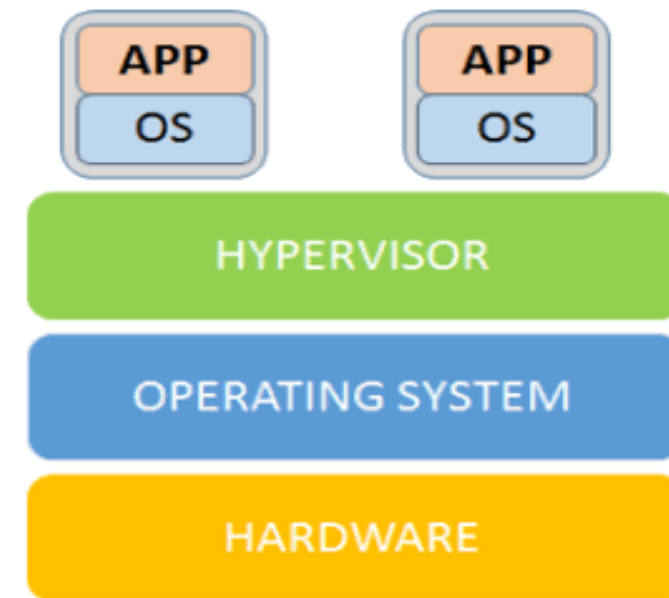 APP APP
OS OS
HYPERVISOR
OPERATING SYSTEM
HARDWARE